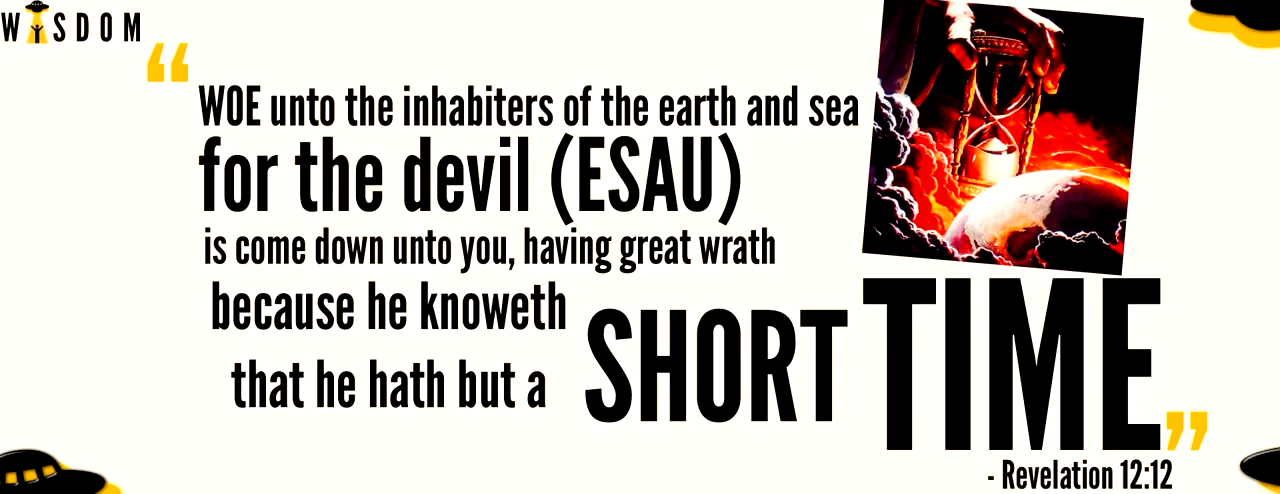 WISDOM
“
WOE unto the inhabiters of the earth and sea
for the devil (ESAU)
is come down unto you, having great wrath
because he knoweth
that he hath but a SHORT TIME
”
- Revelation 12:12